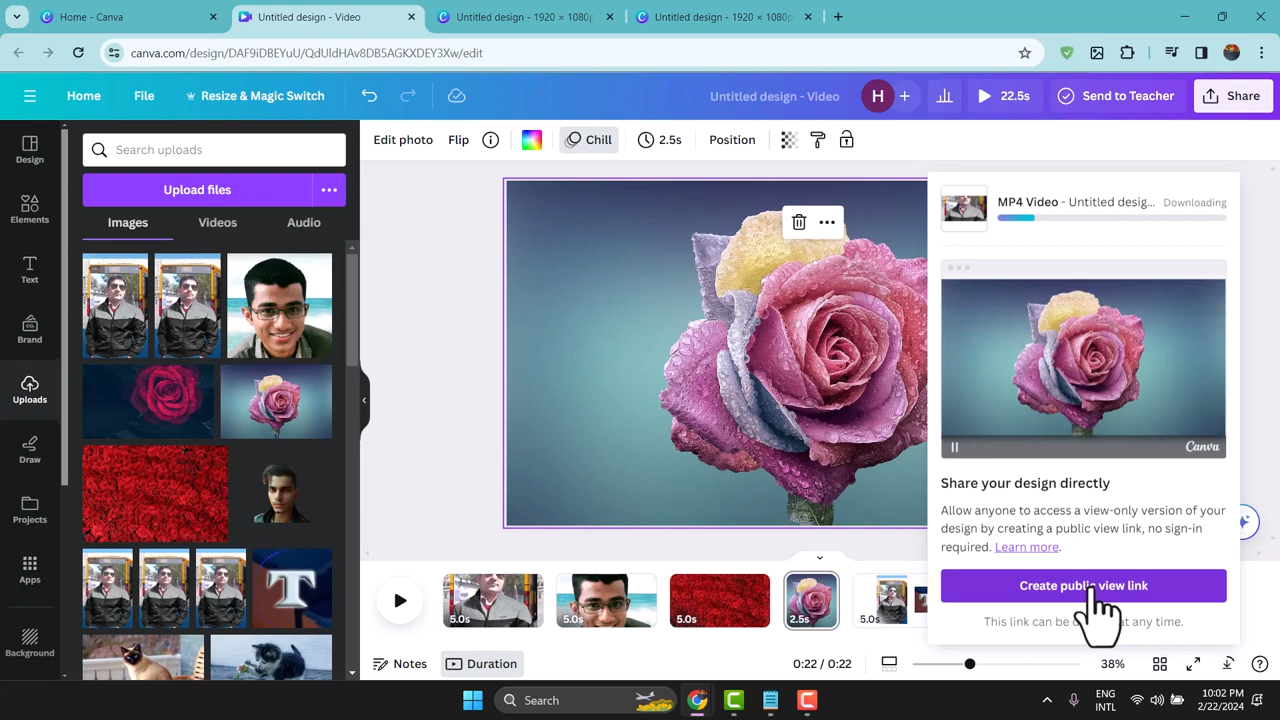 Home - Canva
Untitled design - Video
Untitled design - 1920 × 1080p
Untitled design - 1920 × 1080p
canva.com/design/DAF9iDBEYuU/QdUldHAv8DB5AGKXDEY3Xw/edit
Home
File
Resize & Magic Switch
Untitled design - Video
H
22.5s
Send to Teacher
Share
Design
Elements
Text
Brand
Uploads
Draw
Projects
Apps
Background
Search uploads
Upload files
Images
Videos
Audio
T
Edit photo
Flip
Chill
2.5s
Position
MP4 Video - Untitled desig...
Downloading
Canva
Share your design directly
Allow anyone to access a view-only version of your
design by creating a public view link, no sign-in
required. Learn more.
Create public view link
This link can be at any time.
5.0s
5.0s
5.0s
2.5s
5.0s
Notes
Duration
0:22 / 0:22
38%
Search
ENG
INTL
10:02 PM
2/22/2024